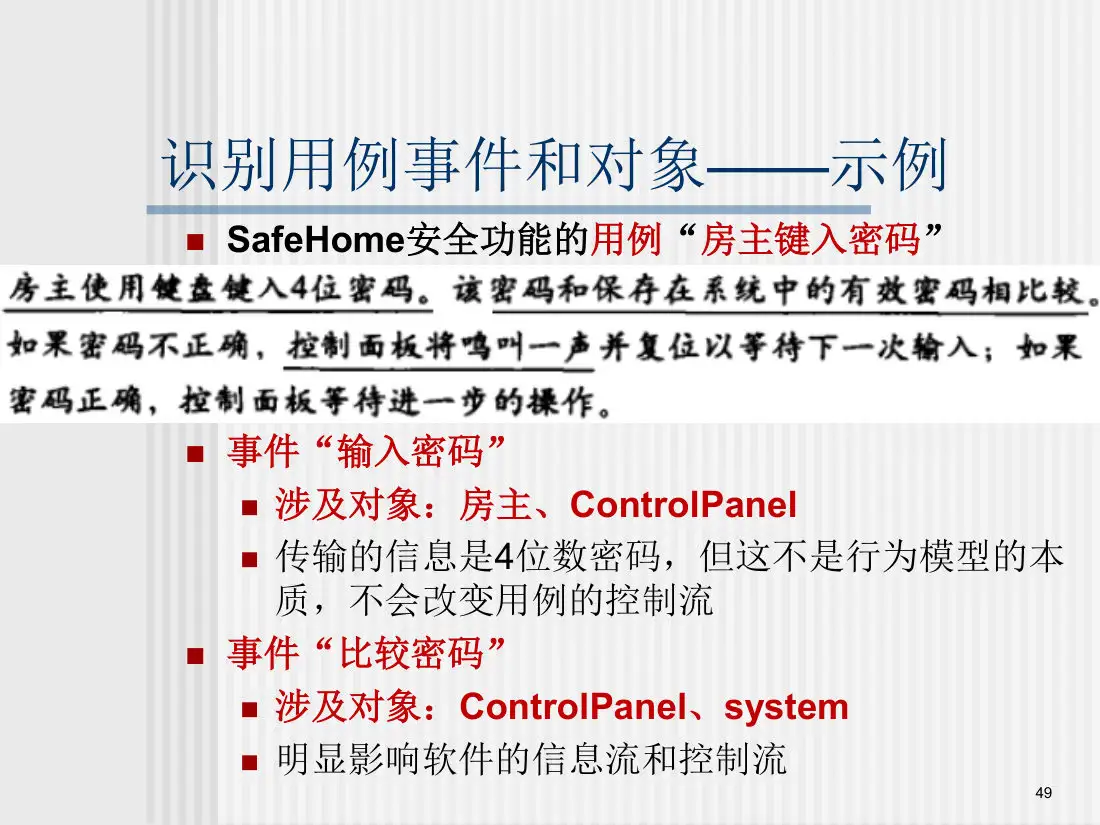 识别用例事件和对象——示例
SafeHome安全功能的用例“房主键入密码”
房主使用键盘键入4位密码。该密码和保存在系统中的有效密码相比较。
如果密码不正确，控制面板将鸣叫一声并复位以等待下一次输入；如果
密码正确，控制面板等待进一步的操作。
事件“输入密码”
涉及对象：房主、ControlPanel
传输的信息是4位数密码，但这不是行为模型的本
质，不会改变用例的控制流
事件“比较密码”
涉及对象：ControlPanel、system
明显影响软件的信息流和控制流
49